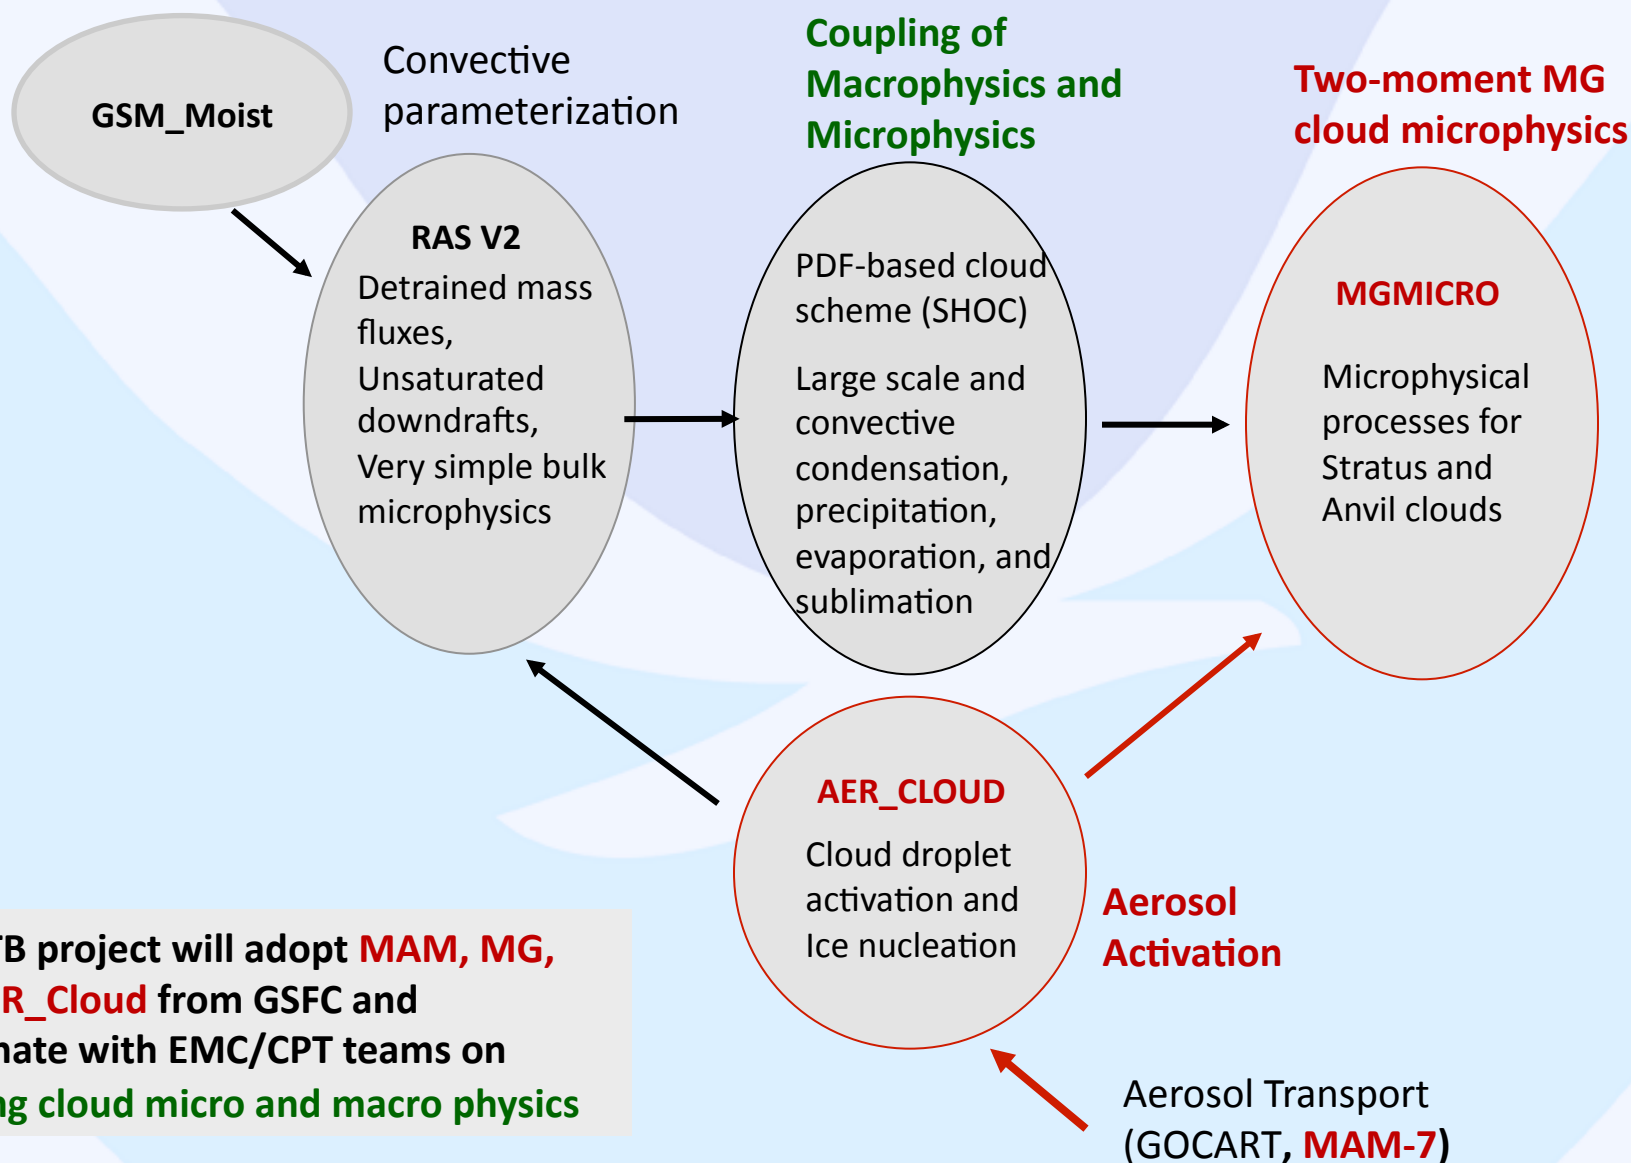 GSM_Moist
Convective
parameterization
Coupling of
Macrophysics and
Microphysics
Two-moment MG
cloud microphysics
RAS V2
Detrained mass
fluxes,
Unsaturated
downdrafts,
Very simple bulk
microphysics
PDF-based cloud
scheme (SHOC)
Large scale and
convective
condensation,
precipitation,
evaporation, and
sublimation
MGMICRO
Microphysical
processes for
Stratus and
Anvil clouds
AER_CLOUD
Cloud droplet
activation and
Ice nucleation
Aerosol
Activation
TB project will adopt MAM, MG,
R_Cloud from GSFC and
nate with EMC/CPT teams on
ng cloud micro and macro physics
Aerosol Transport
(GOCART, MAM-7)